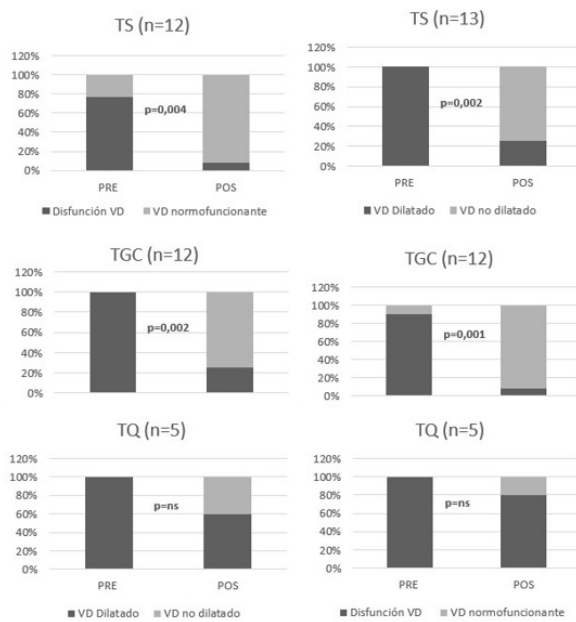 TS (n=12)
120%
100%
80%
60%
40%
20%
0%
p=0,004
PRE
POS
Disfunción VD
VD normofuncionante
TS (n=13)
120%
100%
80%
60%
40%
20%
0%
p=0,002
PRE
POS
VD Dilatado
VD no dilatado
TGC (n=12)
120%
100%
80%
60%
40%
20%
0%
p=0,002
TGC (n=12)
120%
100%
80%
60%
40%
20%
0%
p=0,001
TQ (n=5)
120%
100%
80%
60%
40%
20%
0%
p=ns
PRE
POS
VD Dilatado
VD no dilatado
TQ (n=5)
120%
100%
80%
60%
40%
20%
0%
p=ns
PRE
POS
Disfunción VD
VD normofuncionante